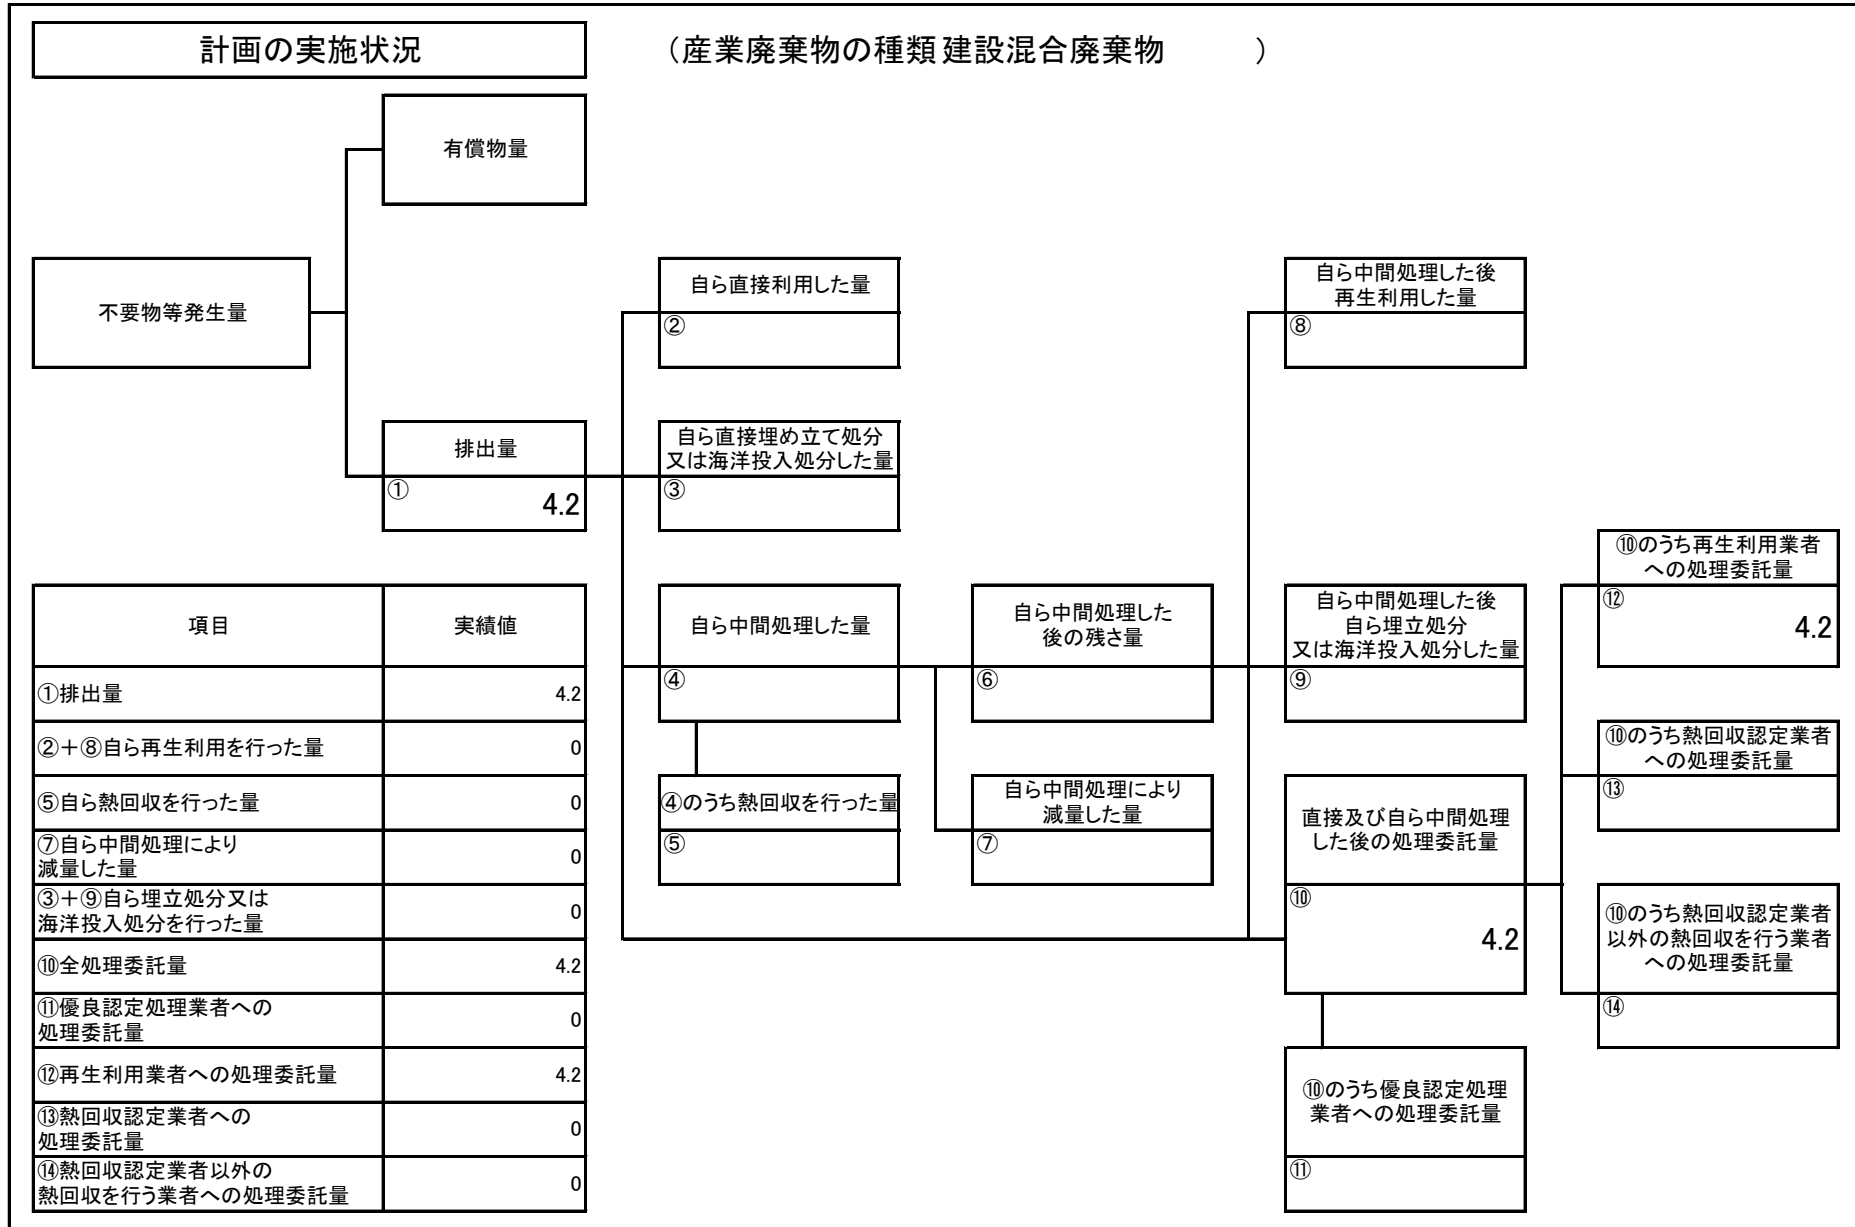 計画の実施状況
（産業廃棄物の種類 建設混合廃棄物　　　）
有償物量
不要物等発生量
自ら直接利用した量
②
自ら中間処理した後
再生利用した量
⑧
排出量
①
4.2
自ら直接埋め立て処分
又は海洋投入処分した量
③
⑩のうち再生利用業者
への処理委託量
⑫
4.2
自ら中間処理した量
④
自ら中間処理した
後の残さ量
⑥
自ら中間処理した後
自ら埋立処分
又は海洋投入処分した量
⑨
⑩のうち熱回収認定業者
への処理委託量
⑬
④のうち熱回収を行った量
⑤
自ら中間処理により
減量した量
⑦
直接及び自ら中間処理
した後の処理委託量
⑩
4.2
⑩のうち熱回収認定業者
以外の熱回収を行う業者
への処理委託量
⑭
⑩のうち優良認定処理
業者への処理委託量
⑪
項目 実績値
①排出量 4.2
②＋⑧自ら再生利用を行った量 0
⑤自ら熱回収を行った量 0
⑦自ら中間処理により
減量した量 0
③＋⑨自ら埋立処分又は
海洋投入処分を行った量 0
⑩全処理委託量 4.2
⑪優良認定処理業者への
処理委託量 0
⑫再生利用業者への処理委託量 4.2
⑬熱回収認定業者への
処理委託量 0
⑭熱回収認定業者以外の
熱回収を行う業者への処理委託量 0